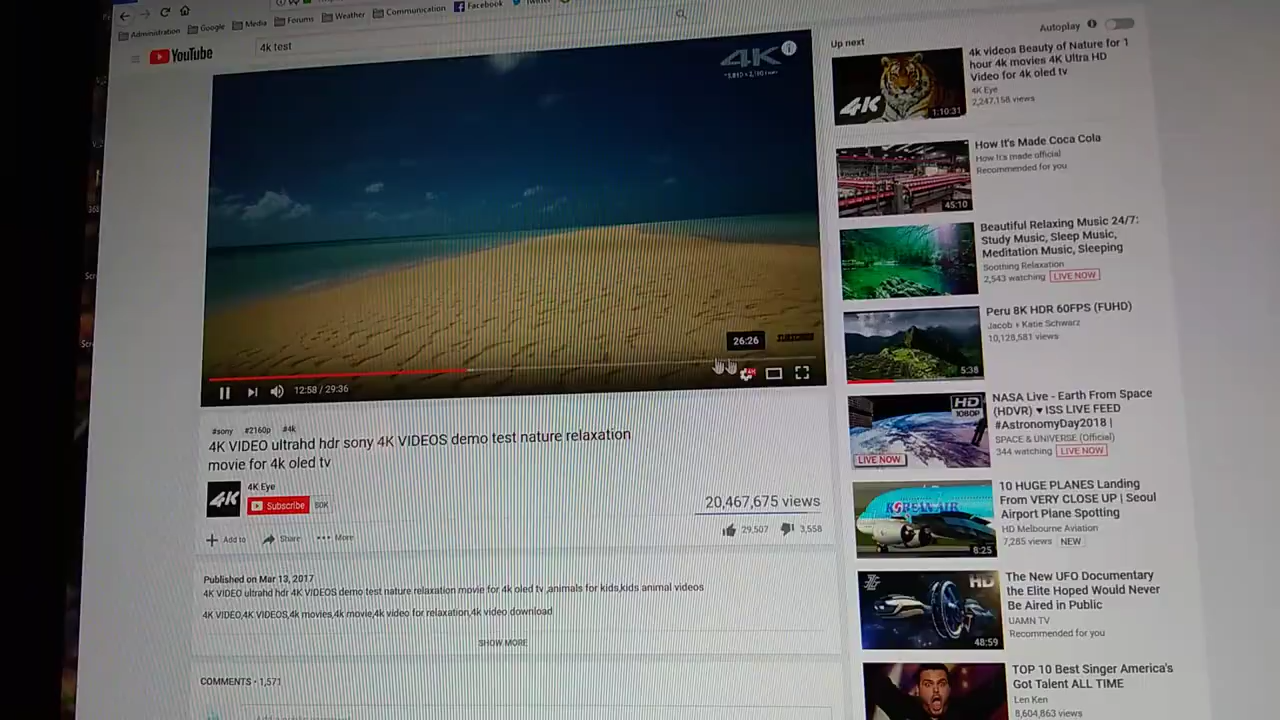 Administration
Google
Media
Forums
Weather
Communication
Facebook
YouTube
4k test
4K
26:26
12:58 / 29:36
#sony #2160p #4k
4K VIDEO ultrahd hdr sony 4K VIDEOS demo test nature relaxation
movie for 4k oled tv
4K
4K Eye
Subscribe 80K
20,467,675 views
Add to
Share
More
29,507
3,558
Published on Mar 13, 2017
4K VIDEO ultrahd hdr 4K VIDEOS demo test nature relaxation movie for 4k oled tv ,animals for kids,kids animal videos
4K VIDEO,4K VIDEOS,4k movies,4k movie,4k video for relaxation,4k video download
SHOW MORE
COMMENTS • 1,571
Up next
Autoplay
4K
1:10:31
4k videos Beauty of Nature for 1
hour 4k movies 4K Ultra HD
Video for 4k oled tv
4K Eye
2,247,158 views
45:10
How It's Made Coca Cola
How It's made official
Recommended for you
Beautiful Relaxing Music 24/7:
Study Music, Sleep Music,
Meditation Music, Sleeping
Soothing Relaxation
2,543 watching LIVE NOW
5:38
Peru 8K HDR 60FPS (FUHD)
Jacob + Katie Schwarz
10,128,581 views
HD
1080P
LIVE NOW
NASA Live - Earth From Space
(HDVR) ♥ ISS LIVE FEED
#AstronomyDay2018 |
SPACE & UNIVERSE (Official)
344 watching LIVE NOW
KOREAN AIR
8:25
10 HUGE PLANES Landing
From VERY CLOSE UP | Seoul
Airport Plane Spotting
HD Melbourne Aviation
7,285 views NEW
HD
48:59
The New UFO Documentary
the Elite Hoped Would Never
Be Aired in Public
UAMN TV
Recommended for you
TOP 10 Best Singer America's
Got Talent ALL TIME
Len Ken
8,604,863 views